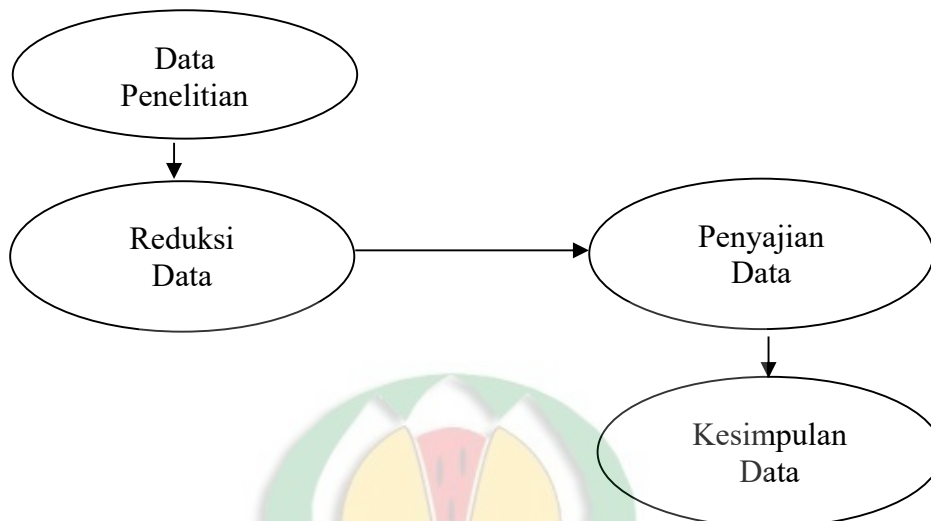 Data
Penelitian
Reduksi
Data
Penyajian
Data
Kesimpulan
Data